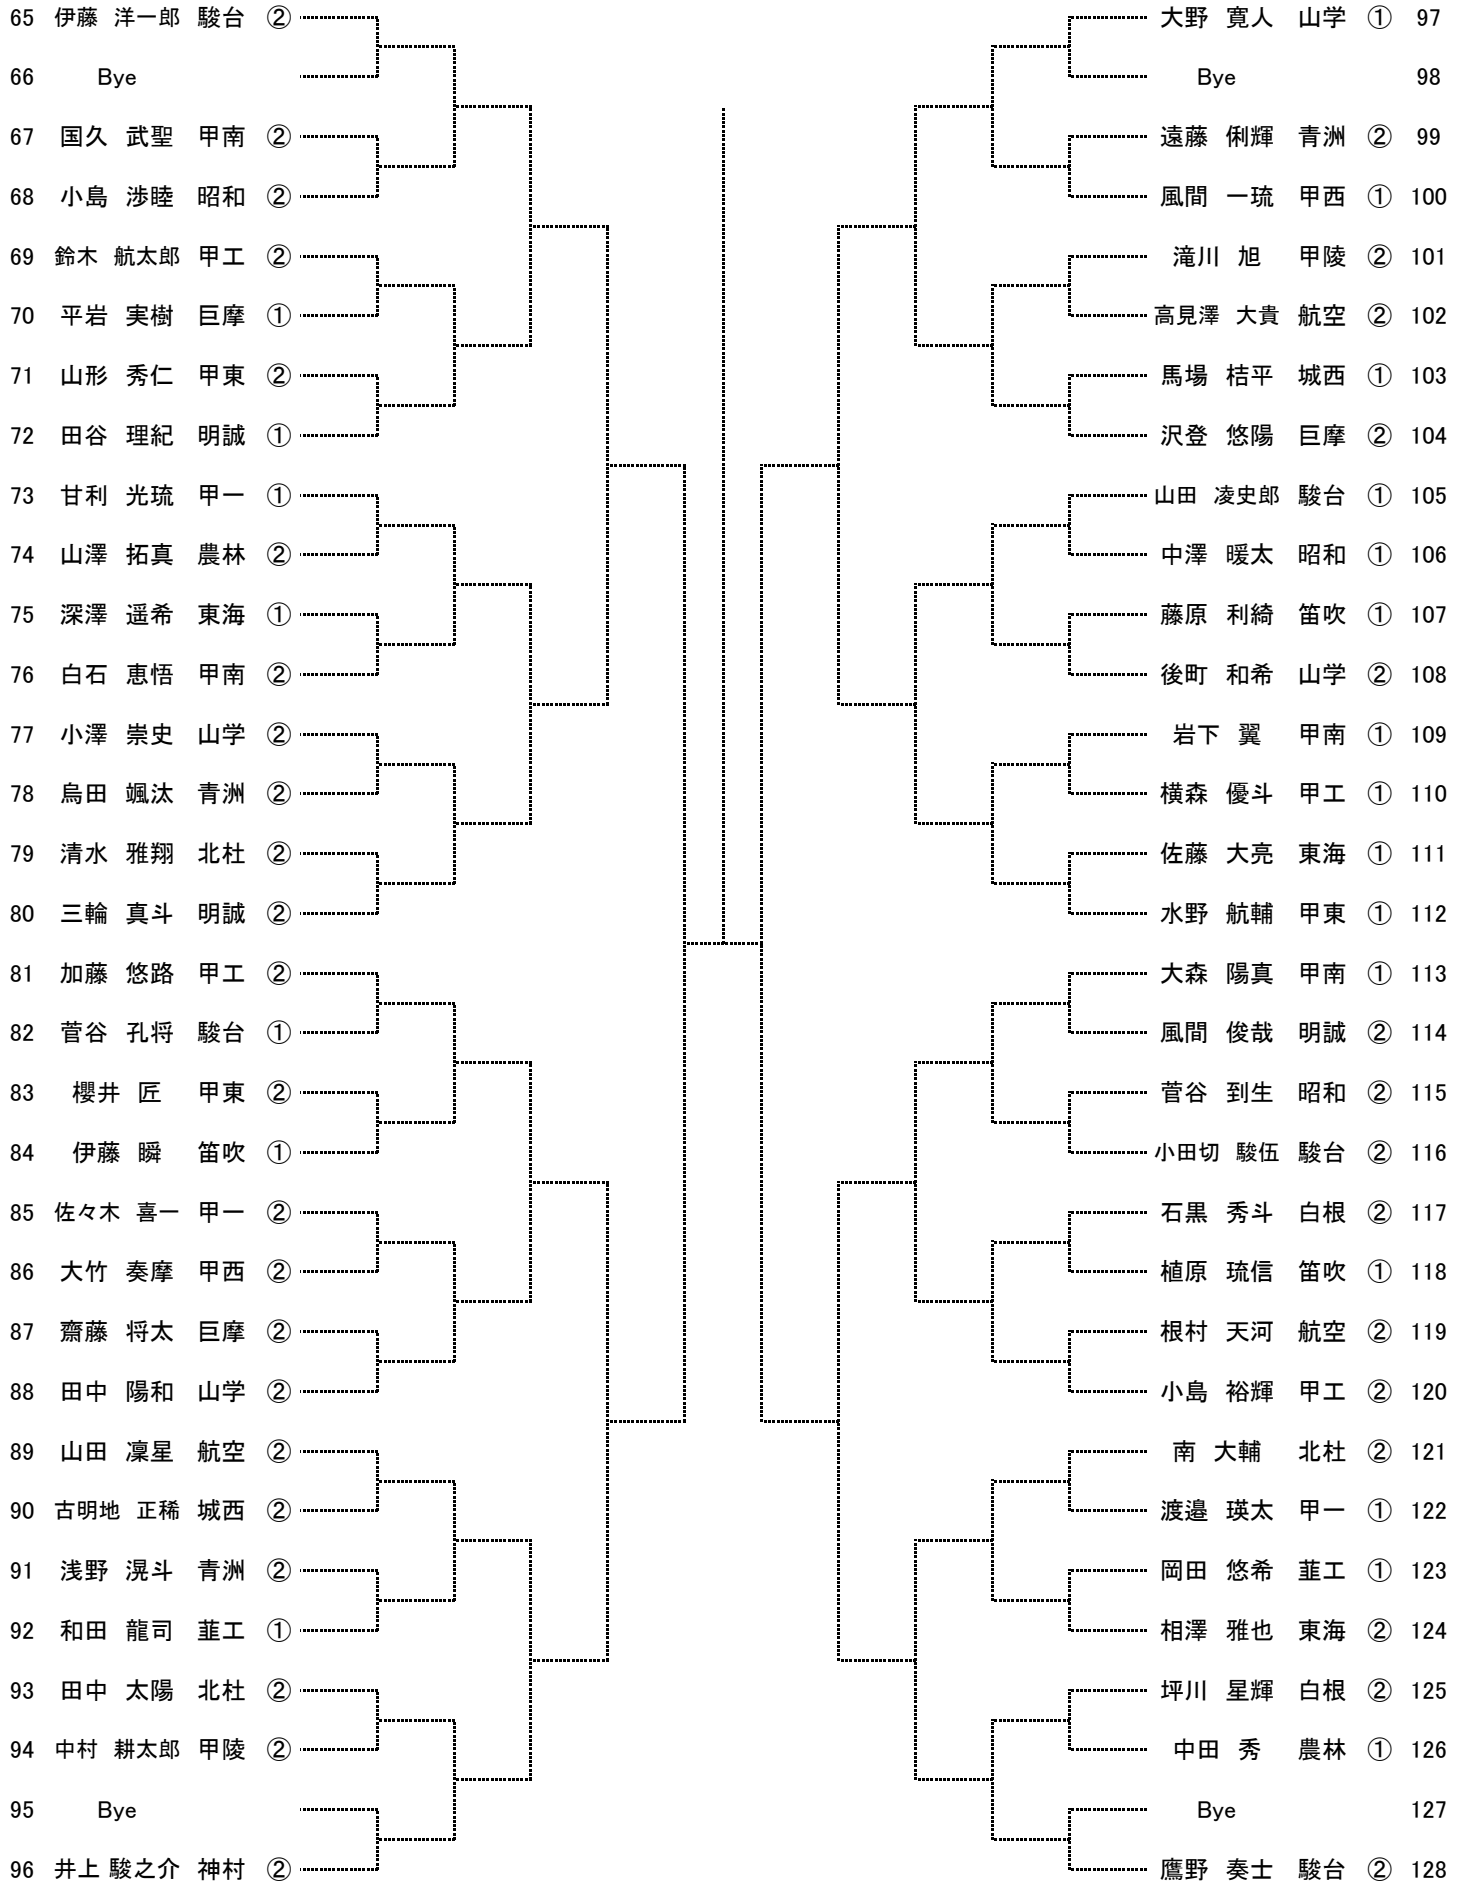 65 伊藤 洋一郎 駿台 ②
66 Bye
67 国久 武聖 甲南 ②
68 小島 渉睦 昭和 ②
69 鈴木 航太郎 甲工 ②
70 平岩 実樹 巨摩 ①
71 山形 秀仁 甲東 ②
72 田谷 理紀 明誠 ①
73 甘利 光琉 甲一 ①
74 山澤 拓真 農林 ②
75 深澤 遥希 東海 ①
76 白石 恵悟 甲南 ②
77 小澤 崇史 山学 ②
78 烏田 颯汰 青洲 ②
79 清水 雅翔 北杜 ②
80 三輪 真斗 明誠 ②
81 加藤 悠路 甲工 ②
82 菅谷 孔将 駿台 ①
83 櫻井 匠 甲東 ②
84 伊藤 瞬 笛吹 ①
85 佐々木 喜一 甲一 ②
86 大竹 奏摩 甲西 ②
87 齋藤 将太 巨摩 ②
88 田中 陽和 山学 ②
89 山田 凜星 航空 ②
90 古明地 正稀 城西 ②
91 浅野 滉斗 青洲 ②
92 和田 龍司 韮工 ①
93 田中 太陽 北杜 ②
94 中村 耕太郎 甲陵 ②
95 Bye
96 井上 駿之介 神村 ②
大野 寛人 山学 ① 97
Bye 98
遠藤 俐輝 青洲 ② 99
風間 一琉 甲西 ① 100
滝川 旭 甲陵 ② 101
高見澤 大貴 航空 ② 102
馬場 桔平 城西 ① 103
沢登 悠陽 巨摩 ② 104
山田 凌史郎 駿台 ① 105
中澤 暖太 昭和 ① 106
藤原 利綺 笛吹 ① 107
後町 和希 山学 ② 108
岩下 翼 甲南 ① 109
横森 優斗 甲工 ① 110
佐藤 大亮 東海 ① 111
水野 航輔 甲東 ① 112
大森 陽真 甲南 ① 113
風間 俊哉 明誠 ② 114
菅谷 到生 昭和 ② 115
小田切 駿伍 駿台 ② 116
石黒 秀斗 白根 ② 117
植原 琉信 笛吹 ① 118
根村 天河 航空 ② 119
小島 裕輝 甲工 ② 120
南 大輔 北杜 ② 121
渡邉 瑛太 甲一 ① 122
岡田 悠希 韮工 ① 123
相澤 雅也 東海 ② 124
坪川 星輝 白根 ② 125
中田 秀 農林 ① 126
Bye 127
鷹野 奏士 駿台 ② 128